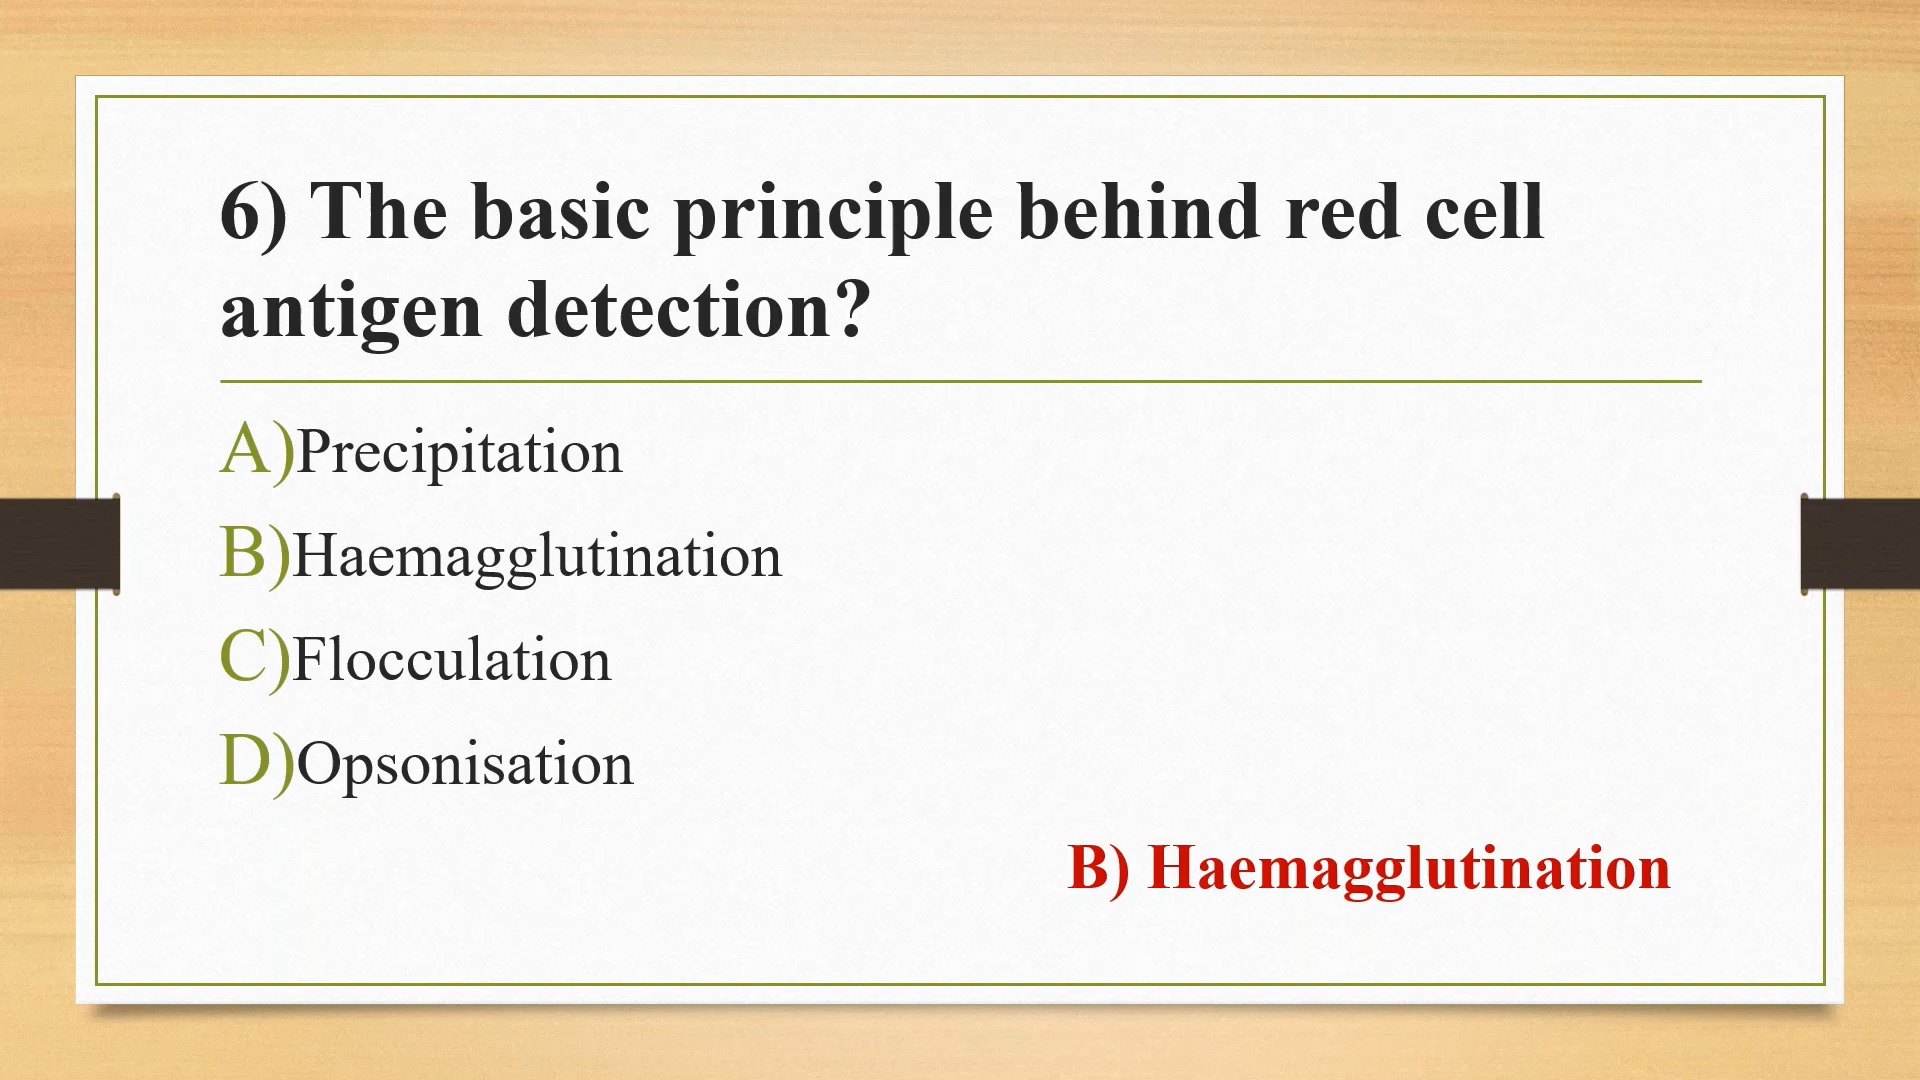 6) The basic principle behind red cell
antigen detection?
A)Precipitation
B)Haemagglutination
C)Flocculation
D)Opsonisation
B) Haemagglutination